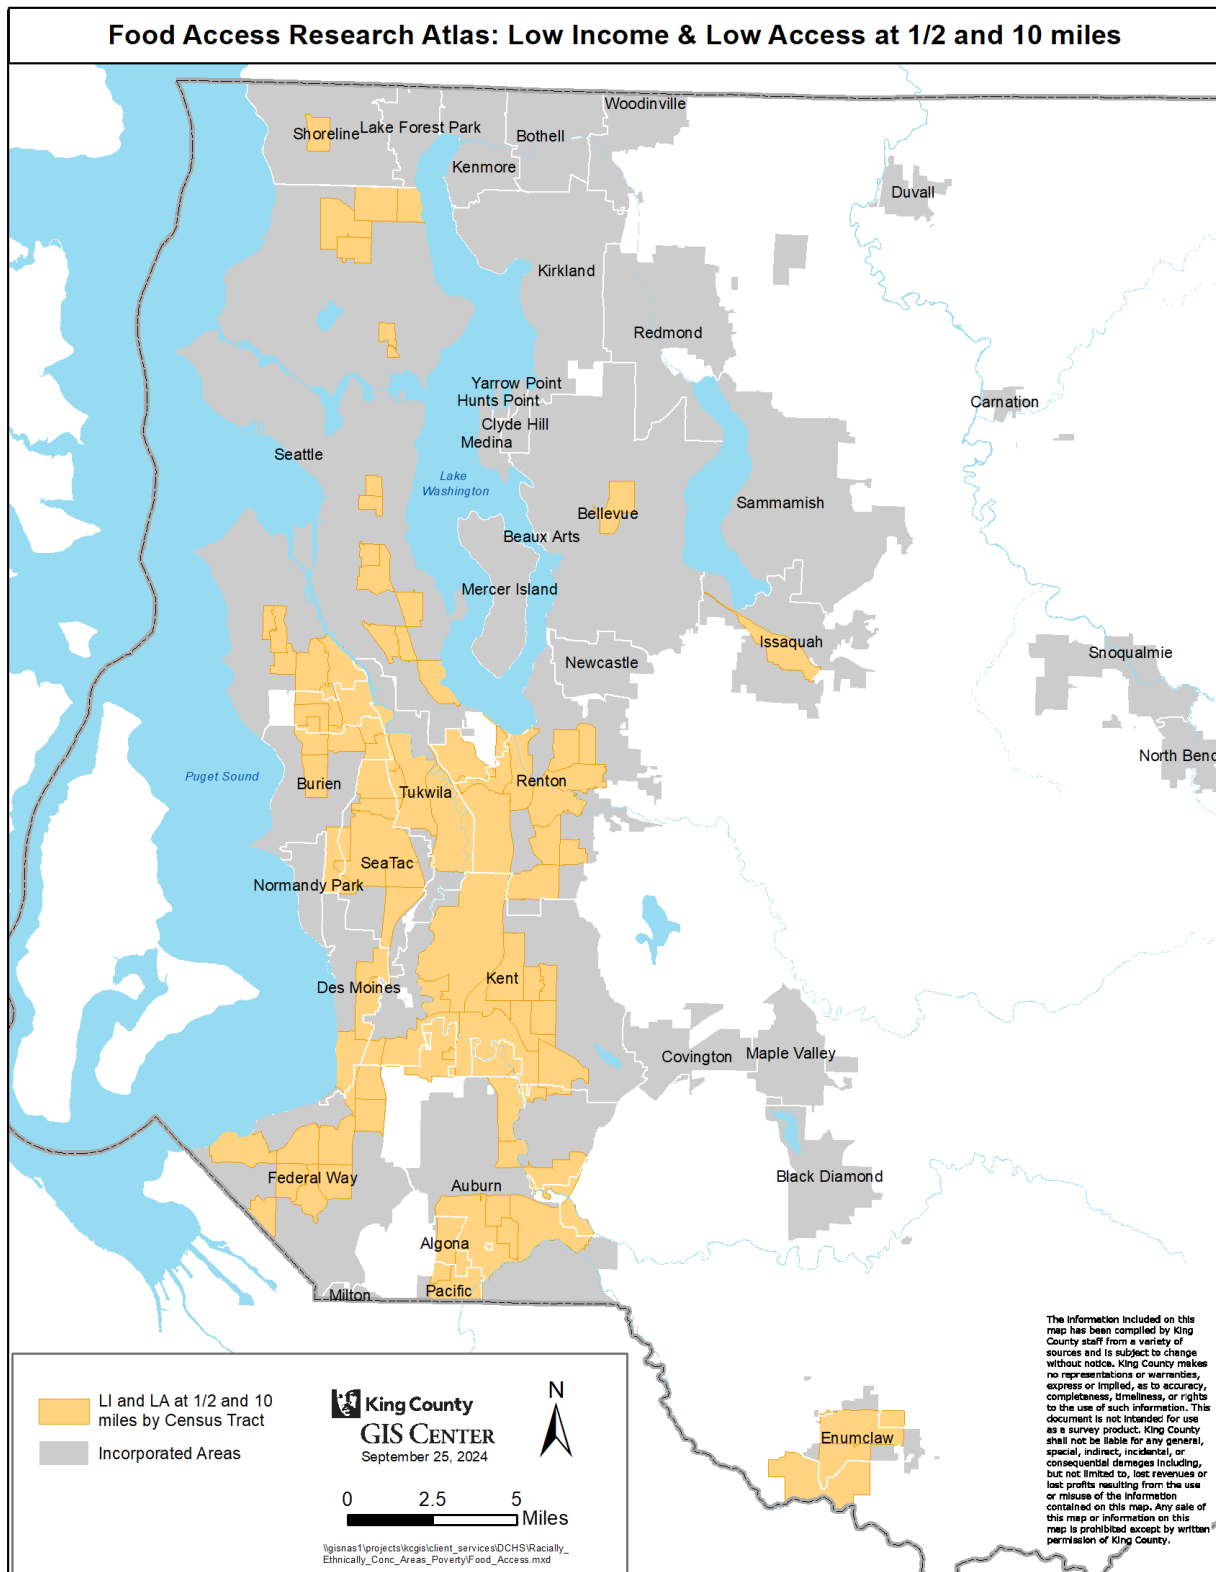 Food Access Research Atlas: Low Income & Low Access at 1/2 and 10 miles
Woodinville
Shoreline
Lake Forest Park
Bothell
Kenmore
Duvall
Kirkland
Redmond
Yarrow Point
Hunts Point
Clyde Hill
Medina
Carnation
Seattle
Lake
Washington
Bellevue
Sammamish
Beaux Arts
Mercer Island
Issaquah
Newcastle
Snoqualmie
North Bend
Puget Sound
Burien
Tukwila
Renton
SeaTac
Normandy Park
Kent
Des Moines
Covington
Maple Valley
Federal Way
Auburn
Black Diamond
Algona
Pacific
Milton
Enumclaw
The information included on this
map has been compiled by King
County staff from a variety of
sources and is subject to change
without notice. King County makes
no representations or warranties,
express or implied, as to accuracy,
completeness, timeliness, or rights
to the use of such information. This
document is not intended for use
as a survey product. King County
shall not be liable for any general,
special, indirect, incidental, or
consequential damages including,
but not limited to, lost revenues or
lost profits resulting from the use
or misuse of the information
contained on this map. Any sale of
this map or information on this
map is prohibited except by written
permission of King County.
LI and LA at 1/2 and 10
miles by Census Tract
Incorporated Areas
King County
GIS CENTER
September 25, 2024
N
0 2.5 5
Miles
\\gisnas1\projects\kcgis\client_services\DCHS\Racially_
Ethnically_Conc_Areas_Poverty\Food_Access.mxd